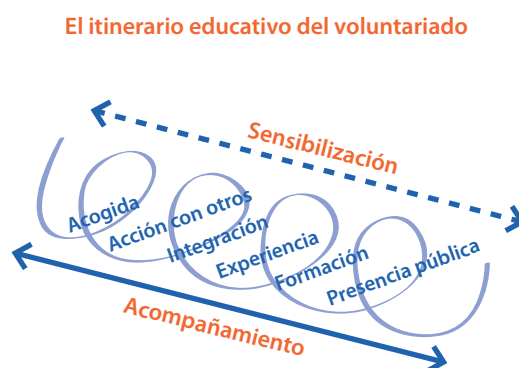 El itinerario educativo del voluntariado
Sensibilización
Acogida
Acción con otros
Integración
Experiencia
Formación
Presencia pública
Acompañamiento